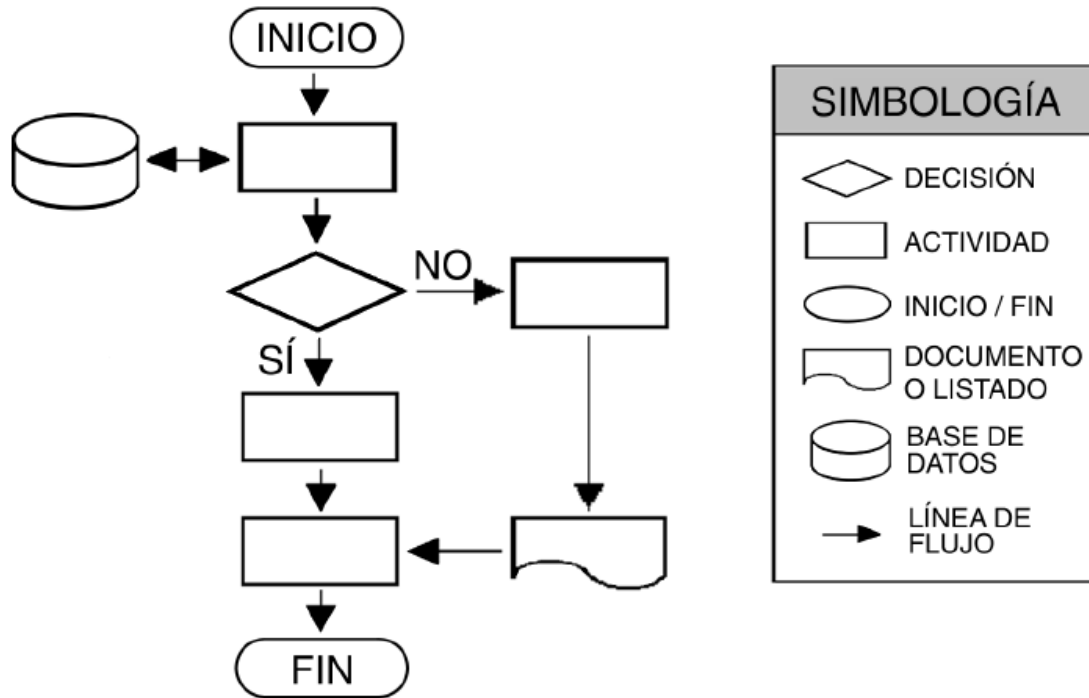 INICIO
NO
SÍ
FIN
SIMBOLOGÍA
DECISIÓN
ACTIVIDAD
INICIO / FIN
DOCUMENTO
O LISTADO
BASE DE
DATOS
LÍNEA DE
FLUJO